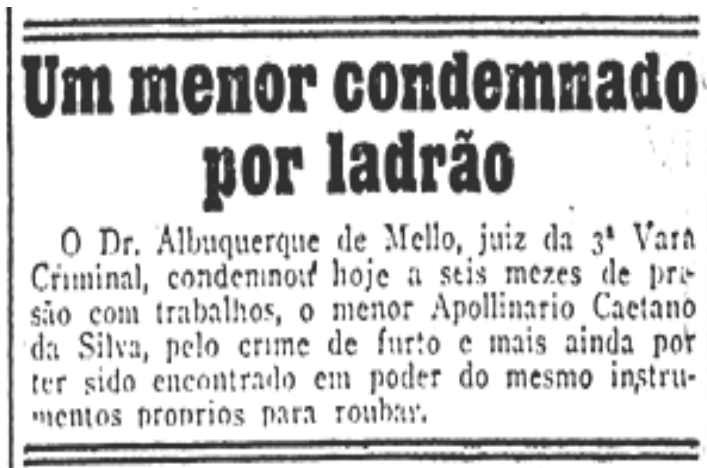 Um menor condemnado
por ladrão
O Dr. Albuquerque de Mello, juiz da 3ª Vara
Criminal, condemnou hoje a seis mezes de pri-
são com trabalhos, o menor Apollinario Caetano
da Silva, pelo crime de furto e mais ainda por
ter sido encontrado em poder do mesmo instru-
mentos proprios para roubar.